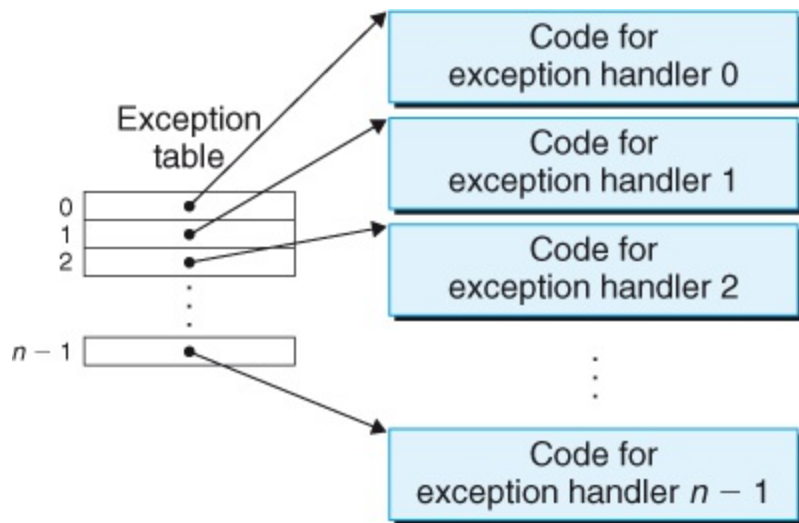 Exception
table
0
1
2
n – 1
Code for
exception handler 0
Code for
exception handler 1
Code for
exception handler 2
Code for
exception handler n – 1